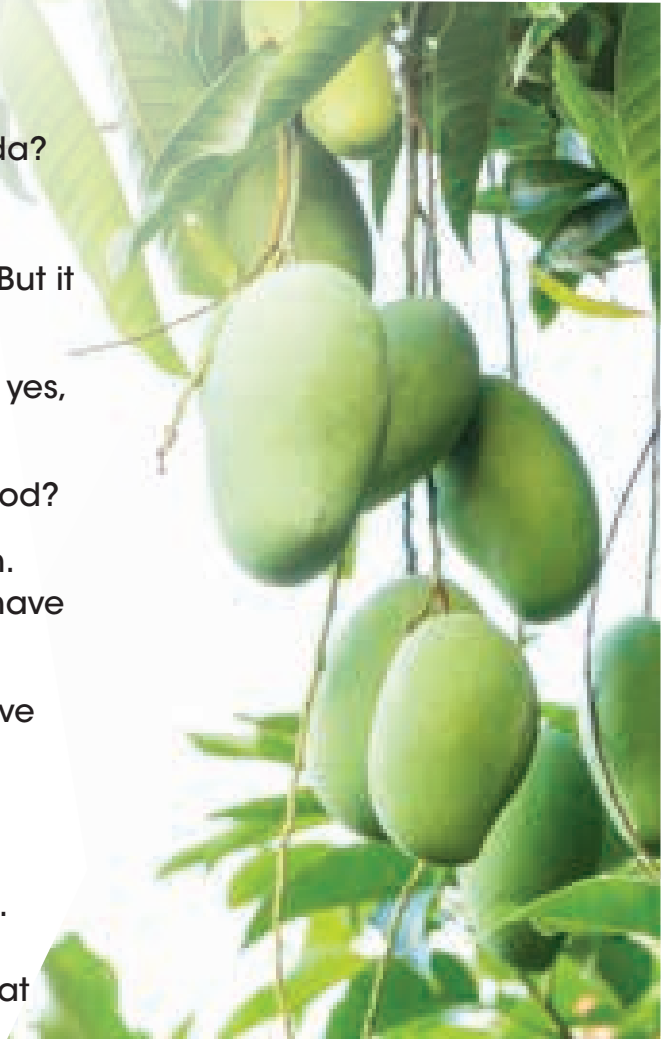 da?
But it
yes,
od?
n.
have
ve
.
at